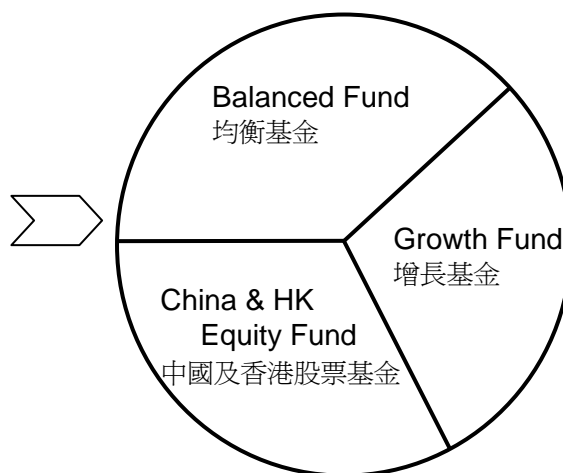 Balanced Fund
均衡基金
Growth Fund
增長基金
China & HK
Equity Fund
中國及香港股票基金